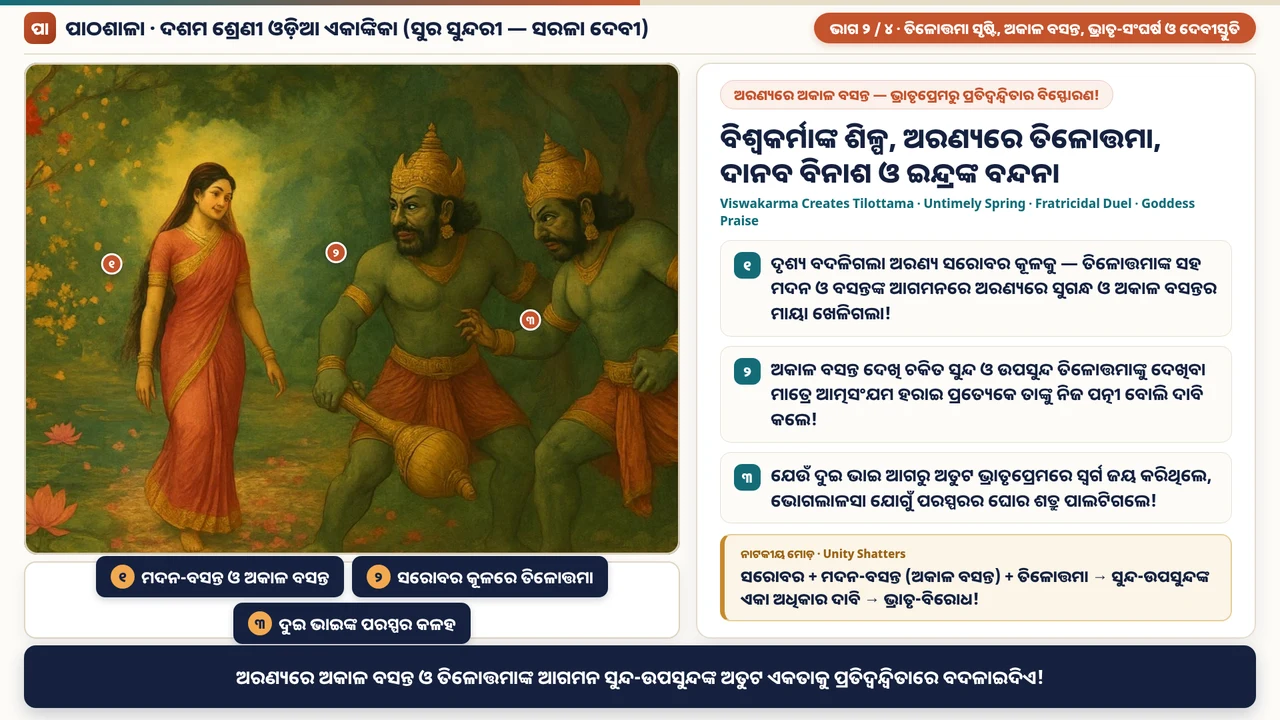 ପା
ପାଠଶାଳା · ଦଶମ ଶ୍ରେଣୀ ଓଡ଼ିଆ ଏକାଙ୍କିକା (ସୁର ସୁନ୍ଦରୀ — ସରଳା ଦେବୀ)
ଭାଗ ୨ / ୪ · ତିଳୋତ୍ତମା ସୃଷ୍ଟି, ଅକାଳ ବସନ୍ତ, ଭ୍ରାତୃ-ସଂଘର୍ଷ ଓ ଦେବୀସ୍ତୁତି
୧
୨
୩
୧ ମଦନ-ବସନ୍ତ ଓ ଅକାଳ ବସନ୍ତ
୨ ସରୋବର କୂଳରେ ତିଳୋତ୍ତମା
୩ ଦୁଇ ଭାଇଙ୍କ ପରସ୍ପର କଳହ
ଅରଣ୍ୟରେ ଅକାଳ ବସନ୍ତ — ଭ୍ରାତୃପ୍ରେମରୁ ପ୍ରତିଦ୍ୱନ୍ଦ୍ୱିତାର ବିସ୍ଫୋରଣ!
ବିଶ୍ୱକର୍ମାଙ୍କ ଶିଳ୍ପ, ଅରଣ୍ୟରେ ତିଳୋତ୍ତମା,
ଦାନବ ବିନାଶ ଓ ଇନ୍ଦ୍ରଙ୍କ ବନ୍ଦନା
Viswakarma Creates Tilottama · Untimely Spring · Fratricidal Duel · Goddess
Praise
୧ ଦୃଶ୍ୟ ବଦଳିଗଲା ଅରଣ୍ୟ ସରୋବର କୂଳକୁ — ତିଳୋତ୍ତମାଙ୍କ ସହ
ମଦନ ଓ ବସନ୍ତଙ୍କ ଆଗମନରେ ଅରଣ୍ୟରେ ସୁଗନ୍ଧ ଓ ଅକାଳ ବସନ୍ତର
ମାୟା ଖେଳିଗଲା!
୨ ଅକାଳ ବସନ୍ତ ଦେଖି ଚକିତ ସୁନ୍ଦ ଓ ଉପସୁନ୍ଦ ତିଳୋତ୍ତମାଙ୍କୁ ଦେଖିବା
ମାତ୍ରେ ଆତ୍ମସଂଯମ ହରାଇ ପ୍ରତ୍ୟେକେ ତାଙ୍କୁ ନିଜ ପତ୍ନୀ ବୋଲି ଦାବି
କଲେ!
୩ ଯେଉଁ ଦୁଇ ଭାଇ ଆଗରୁ ଅତୁଟ ଭ୍ରାତୃପ୍ରେମରେ ସ୍ୱର୍ଗ ଜୟ କରିଥିଲେ,
ଭୋଗଲାଳସା ଯୋଗୁଁ ପରସ୍ପରର ଘୋର ଶତ୍ରୁ ପାଲଟିଗଲେ!
ନାଟକୀୟ ମୋଡ଼ · Unity Shatters
ସରୋବର + ମଦନ-ବସନ୍ତ (ଅକାଳ ବସନ୍ତ) + ତିଳୋତ୍ତମା → ସୁନ୍ଦ-ଉପସୁନ୍ଦଙ୍କ
ଏକା ଅଧିକାର ଦାବି → ଭ୍ରାତୃ-ବିରୋଧ!
ଅରଣ୍ୟରେ ଅକାଳ ବସନ୍ତ ଓ ତିଳୋତ୍ତମାଙ୍କ ଆଗମନ ସୁନ୍ଦ-ଉପସୁନ୍ଦଙ୍କ ଅତୁଟ ଏକତାକୁ ପ୍ରତିଦ୍ୱନ୍ଦ୍ୱିତାରେ ବଦଳାଇଦିଏ!